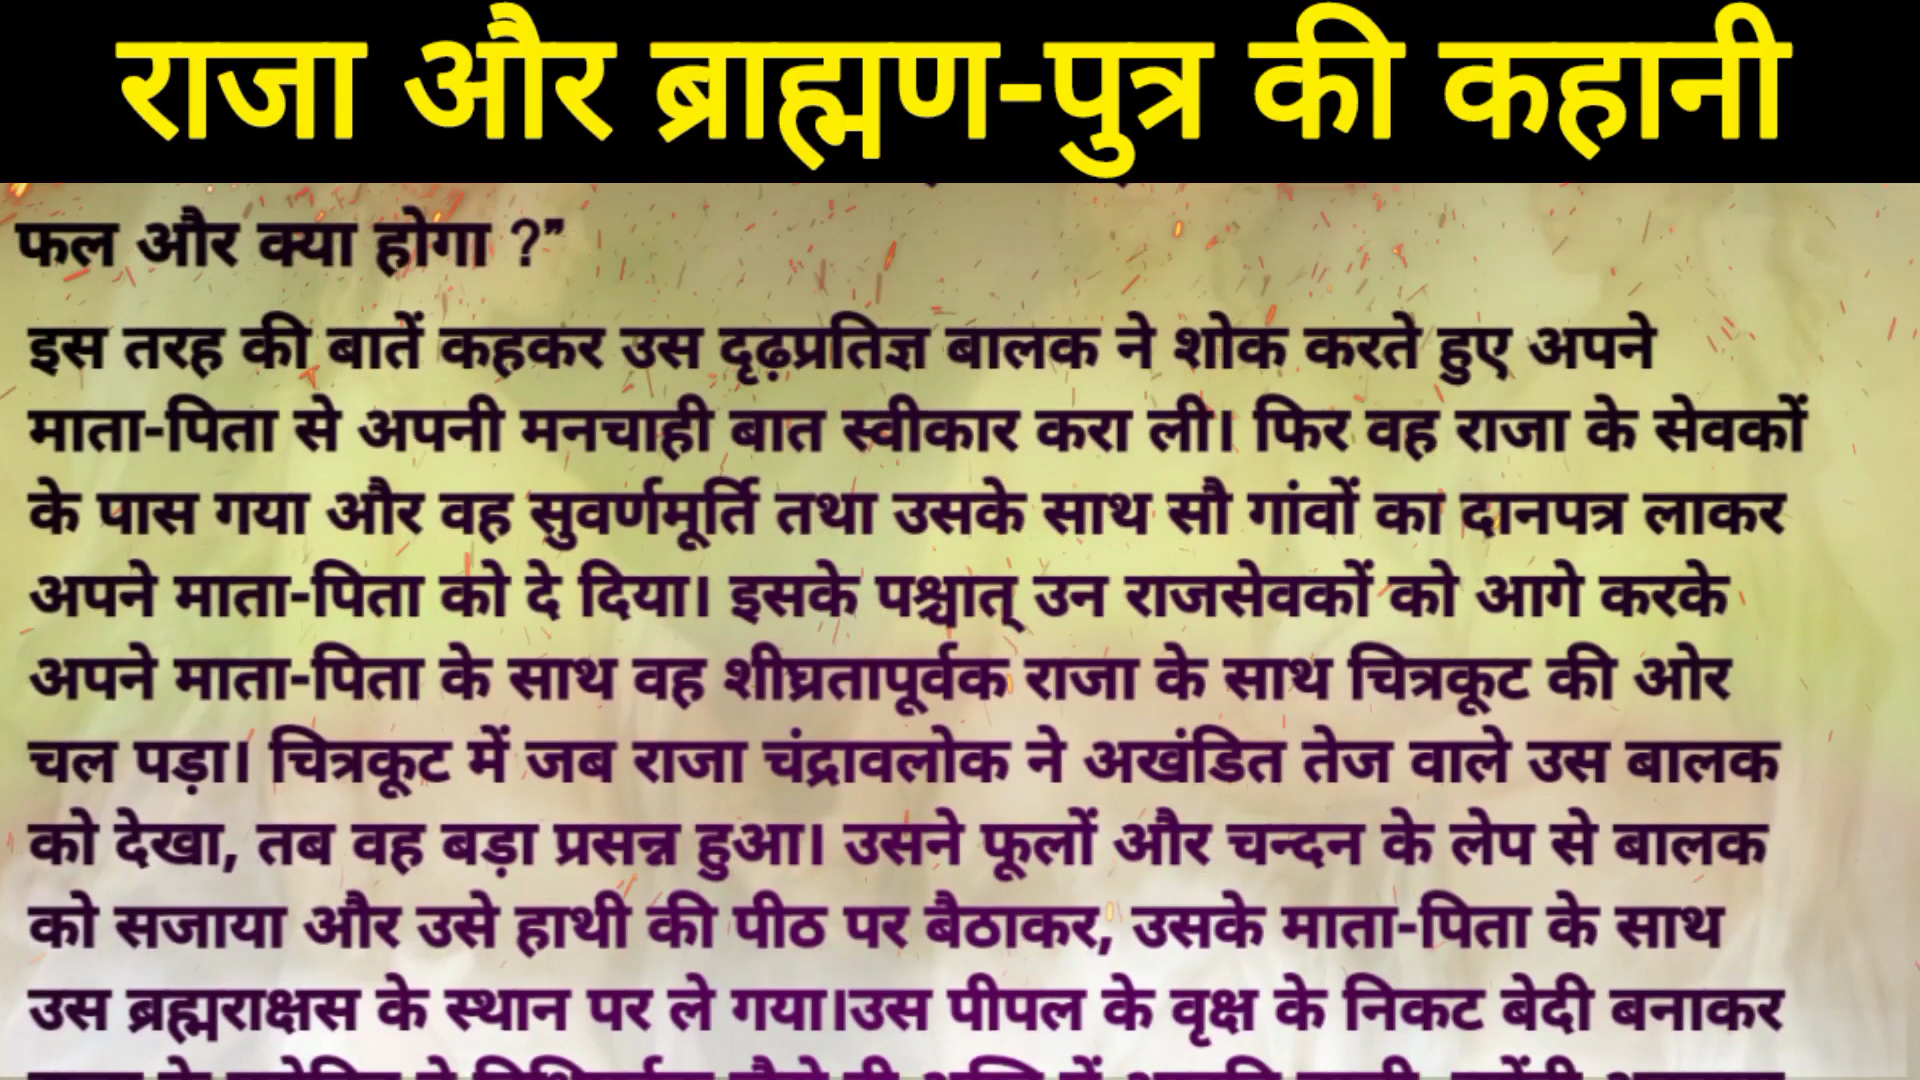 राजा और ब्राह्मण-पुत्र की कहानी
फल और क्या होगा ?”
इस तरह की बातें कहकर उस दृढ़प्रतिज्ञ बालक ने शोक करते हुए अपने
माता-पिता से अपनी मनचाही बात स्वीकार करा ली। फिर वह राजा के सेवकों
के पास गया और वह सुवर्णमूर्ति तथा उसके साथ सौ गांवों का दानपत्र लाकर
अपने माता-पिता को दे दिया। इसके पश्चात् उन राजसेवकों को आगे करके
अपने माता-पिता के साथ वह शीघ्रतापूर्वक राजा के साथ चित्रकूट की ओर
चल पड़ा। चित्रकूट में जब राजा चंद्रावलोक ने अखंडित तेज वाले उस बालक
को देखा, तब वह बड़ा प्रसन्न हुआ। उसने फूलों और चन्दन के लेप से बालक
को सजाया और उसे हाथी की पीठ पर बैठाकर, उसके माता-पिता के साथ
उस ब्रह्मराक्षस के स्थान पर ले गया।उस पीपल के वृक्ष के निकट बेदी बनाकर